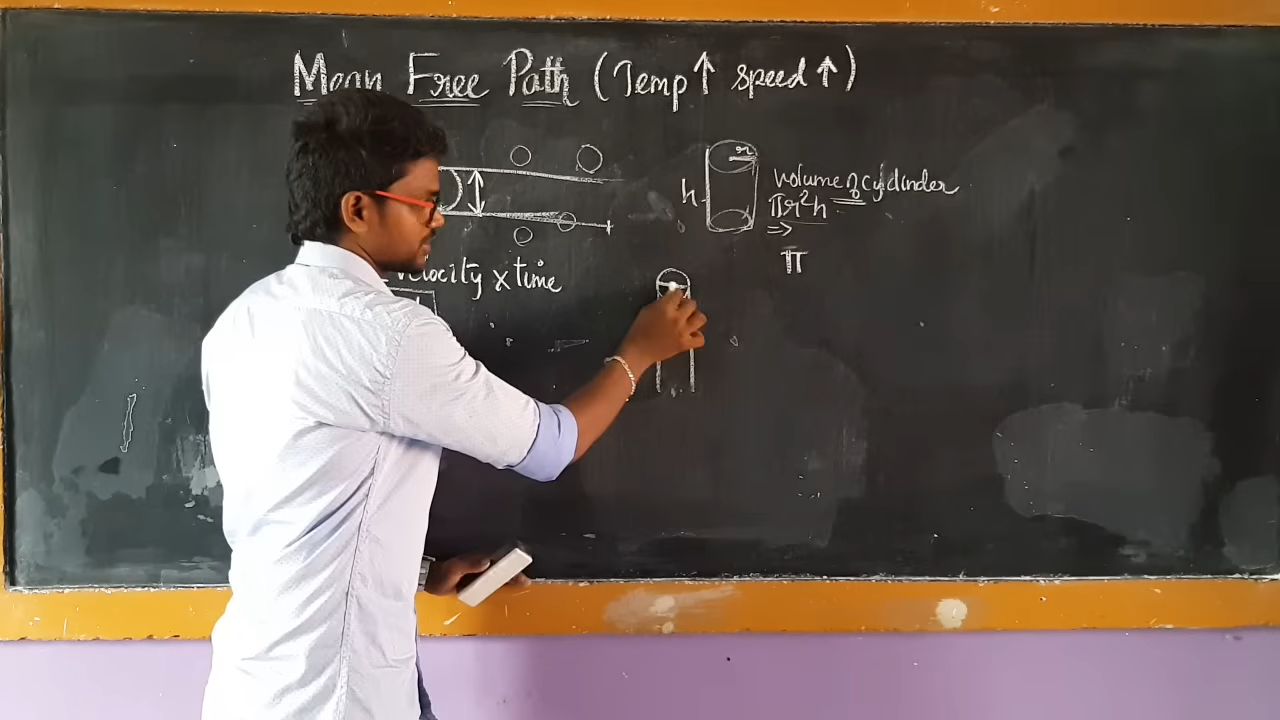 Mean Free Path (Temp ↑ speed ↑)
r
h
volume of cylinder
πr²h
=>
π
velocity x time